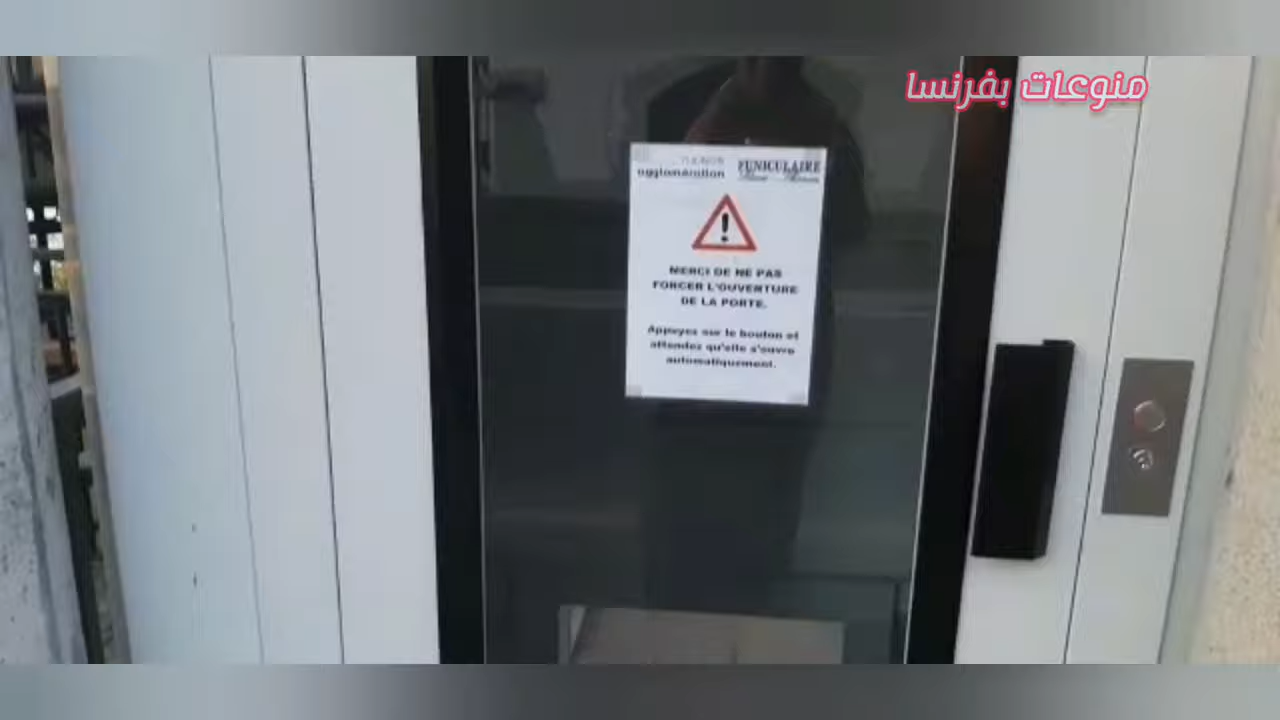 منوعات بفرنسا
agglomération
FUNICULAIRE
MERCI DE NE PAS
FORCER L'OUVERTURE
DE LA PORTE.
Appuyez sur le bouton et
attendez qu'elle s'ouvre
automatiquement.